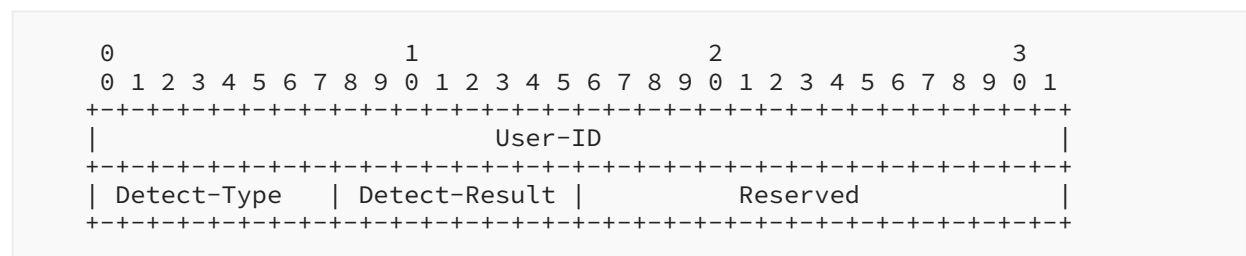 0                   1                   2                   3
 0 1 2 3 4 5 6 7 8 9 0 1 2 3 4 5 6 7 8 9 0 1 2 3 4 5 6 7 8 9 0 1
+-+-+-+-+-+-+-+-+-+-+-+-+-+-+-+-+-+-+-+-+-+-+-+-+-+-+-+-+-+-+-+-+
|                          User-ID                              |
+-+-+-+-+-+-+-+-+-+-+-+-+-+-+-+-+-+-+-+-+-+-+-+-+-+-+-+-+-+-+-+-+
| Detect-Type   | Detect-Result |          Reserved             |
+-+-+-+-+-+-+-+-+-+-+-+-+-+-+-+-+-+-+-+-+-+-+-+-+-+-+-+-+-+-+-+-+